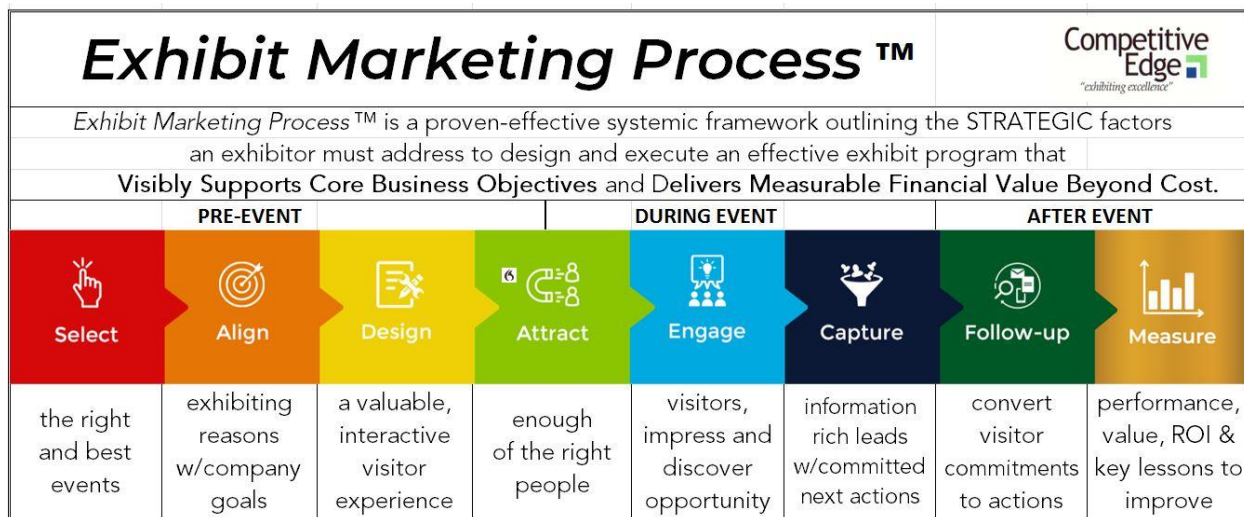 Exhibit Marketing Process ™
Competitive
Edge
"exhibiting excellence"
Exhibit Marketing Process™ is a proven-effective systemic framework outlining the STRATEGIC factors
an exhibitor must address to design and execute an effective exhibit program that
Visibly Supports Core Business Objectives and Delivers Measurable Financial Value Beyond Cost.
PRE-EVENT
DURING EVENT
AFTER EVENT
Select
Align
Design
Attract
Engage
Capture
Follow-up
Measure
the right
and best
events
exhibiting
reasons
w/company
goals
a valuable,
interactive
visitor
experience
enough
of the right
people
visitors,
impress and
discover
opportunity
information
rich leads
w/committed
next actions
convert
visitor
commitments
to actions
performance,
value, ROI &
key lessons to
improve